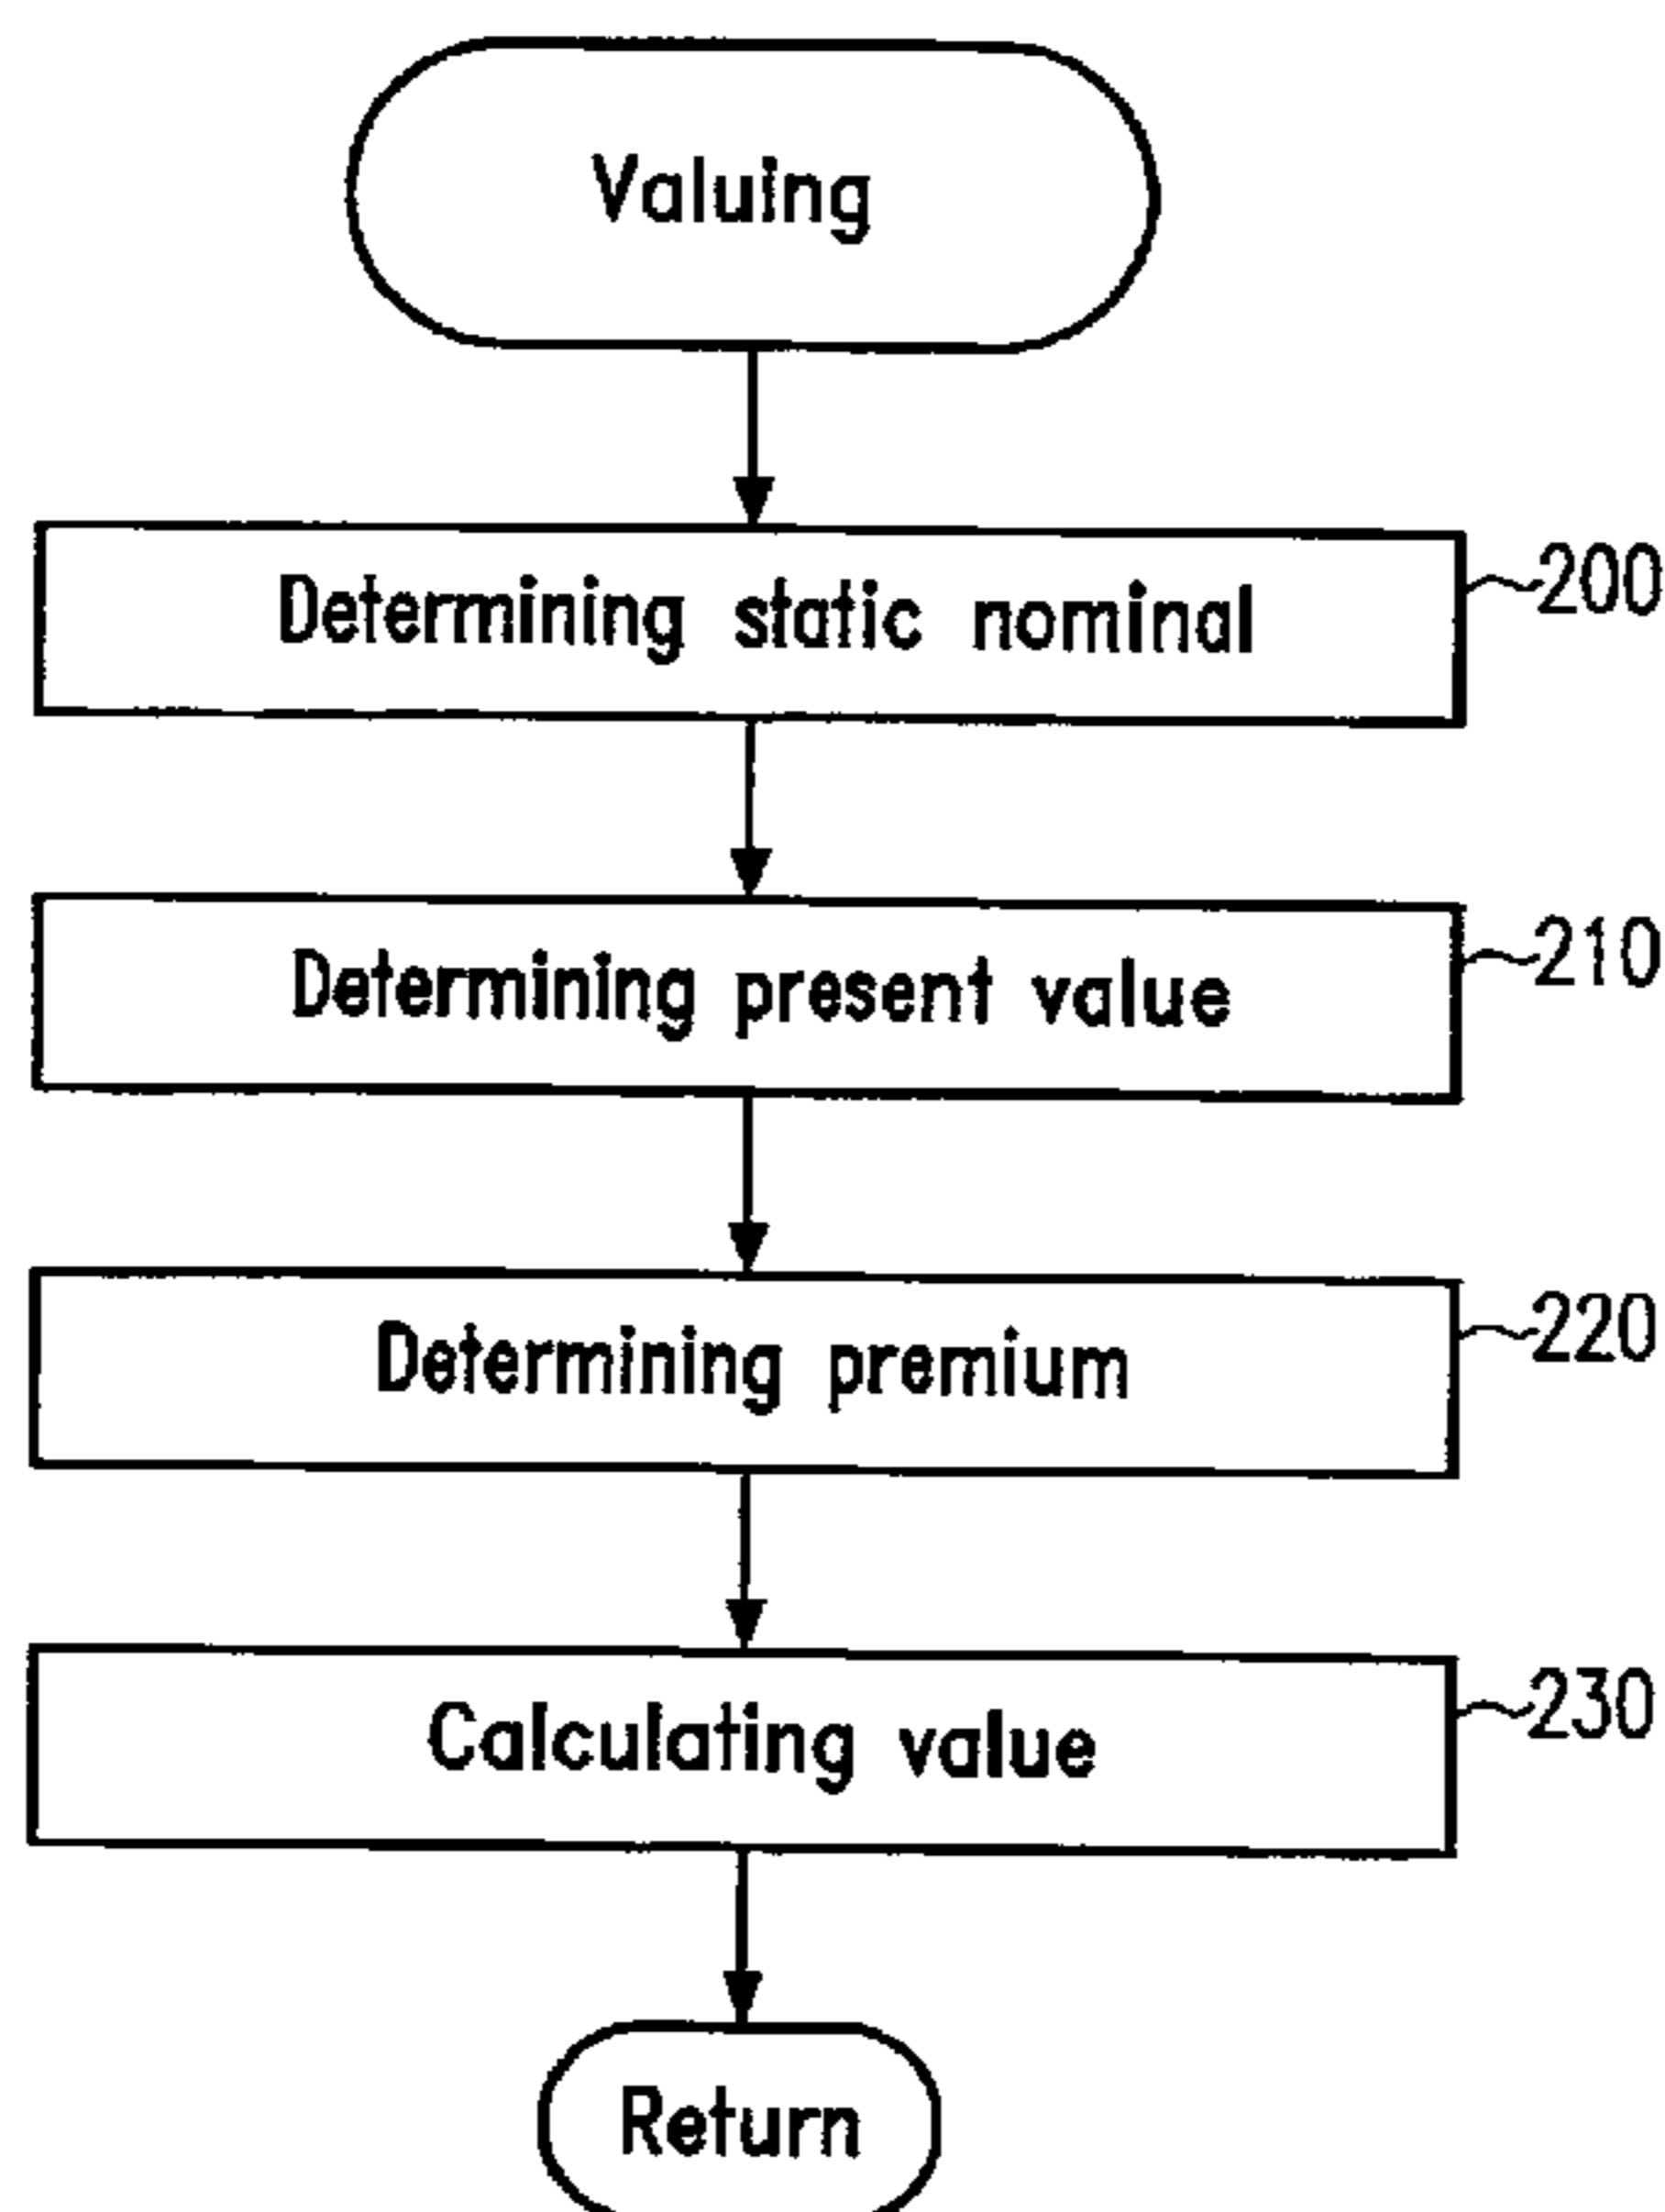 Valuing
Determining static nominal
200
Determining present value
210
Determining premium
220
Calculating value
230
Return